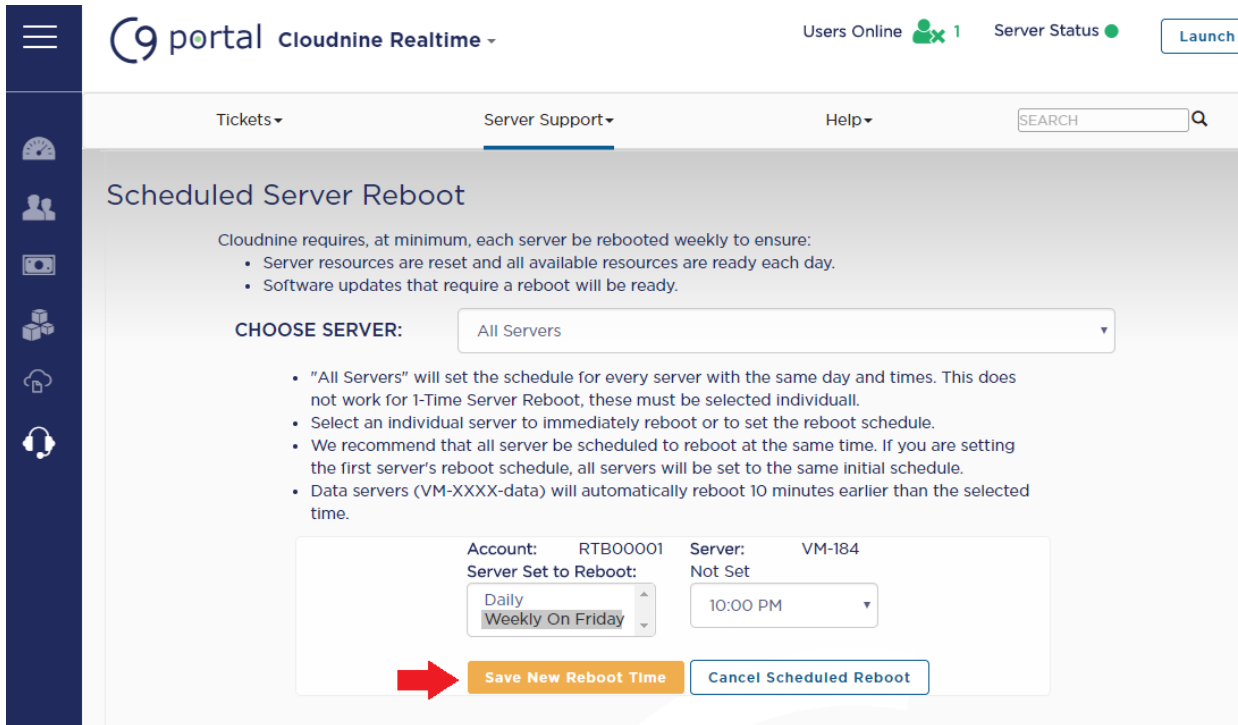 C9 portal Cloudnine Realtime
Users Online 1
Server Status
Launch
Tickets
Server Support
Help
SEARCH
Scheduled Server Reboot
Cloudnine requires, at minimum, each server be rebooted weekly to ensure:
• Server resources are reset and all available resources are ready each day.
• Software updates that require a reboot will be ready.
CHOOSE SERVER: All Servers
• "All Servers" will set the schedule for every server with the same day and times. This does
not work for 1-Time Server Reboot, these must be selected individuall.
• Select an individual server to immediately reboot or to set the reboot schedule.
• We recommend that all server be scheduled to reboot at the same time. If you are setting
the first server's reboot schedule, all servers will be set to the same initial schedule.
• Data servers (VM-XXXX-data) will automatically reboot 10 minutes earlier than the selected
time.
Account: RTB00001 Server: VM-184
Server Set to Reboot: Not Set
Daily
Weekly On Friday
10:00 PM
Save New Reboot Time
Cancel Scheduled Reboot